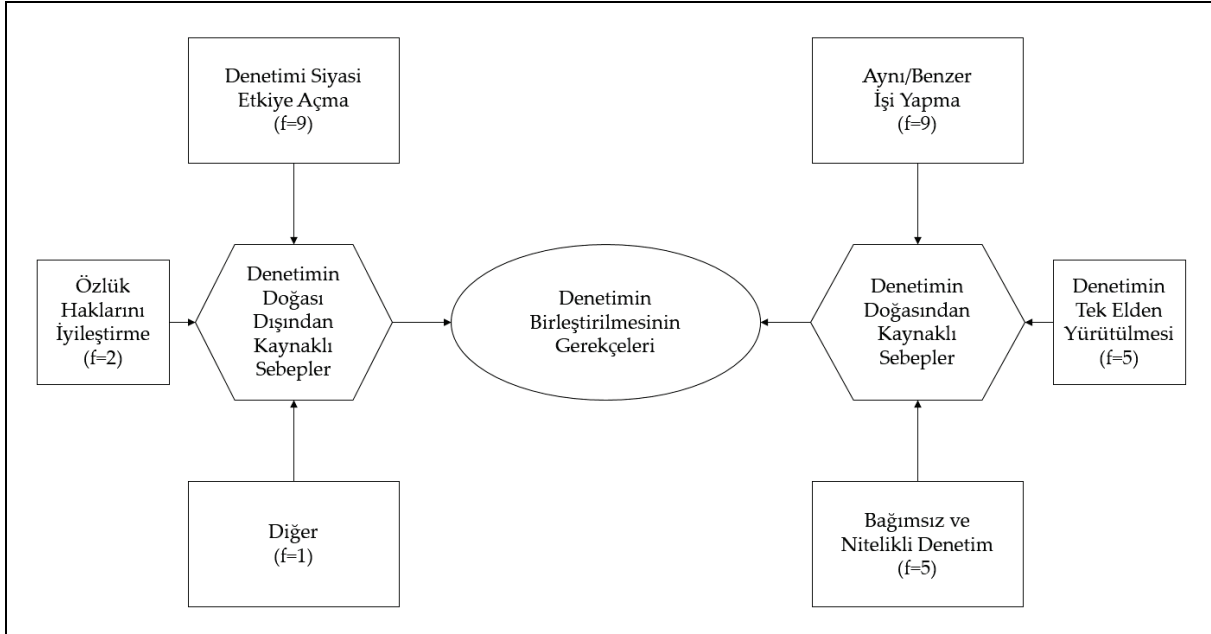 Denetimi Siyasi
Etkiye Açma
(f=9)
Aynı/Benzer
İşi Yapma
(f=9)
Özlük
Haklarını
İyileştirme
(f=2)
Denetimin
Doğası
Dışından
Kaynaklı
Sebepler
Denetimin
Birleştirilmesinin
Gerekçeleri
Denetimin
Doğasından
Kaynaklı
Sebepler
Denetimin
Tek Elden
Yürütülmesi
(f=5)
Diğer
(f=1)
Bağımsız ve
Nitelikli Denetim
(f=5)